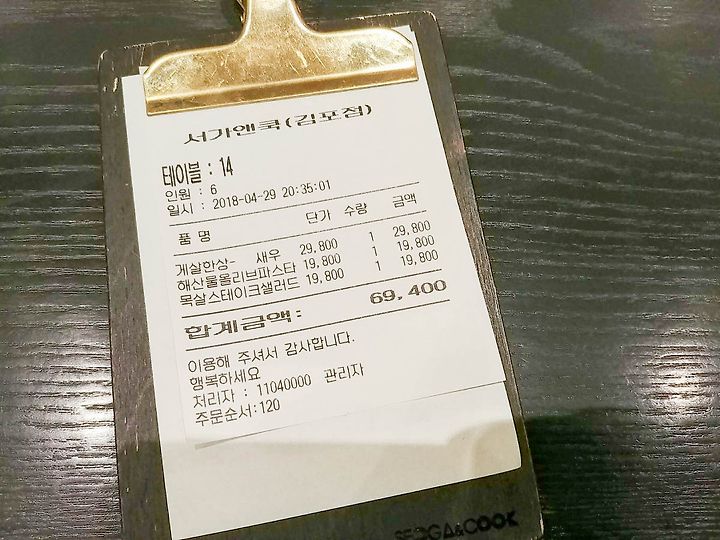 서가앤쿡(김포점)
테이블 : 14
인원 : 6
일시 : 2018-04-29 20:35:01
품 명 단가 수량 금액
게살한상- 새우 29,800 1 29,800
해산물올리브파스타 19,800 1 19,800
목살스테이크샐러드 19,800 1 19,800
합계금액: 69,400
이용해 주셔서 감사합니다.
행복하세요
처리자 : 11040000 관리자
주문순서:120
SEOGA&COOK